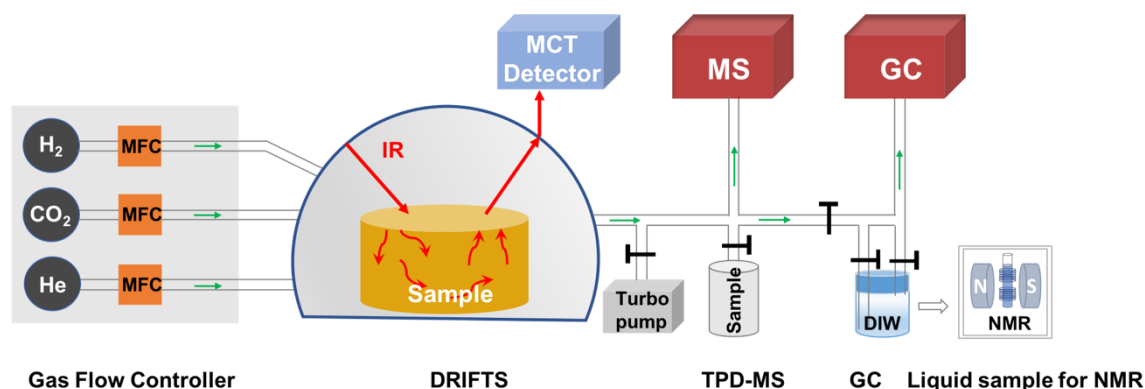 MCT
Detector
MS
GC
H₂
MFC
IR
CO₂
MFC
He
MFC
Sample
Turbo
pump
Sample
DIW
N
S
NMR
Gas Flow Controller
DRIFTS
TPD-MS
GC
Liquid sample for NMR